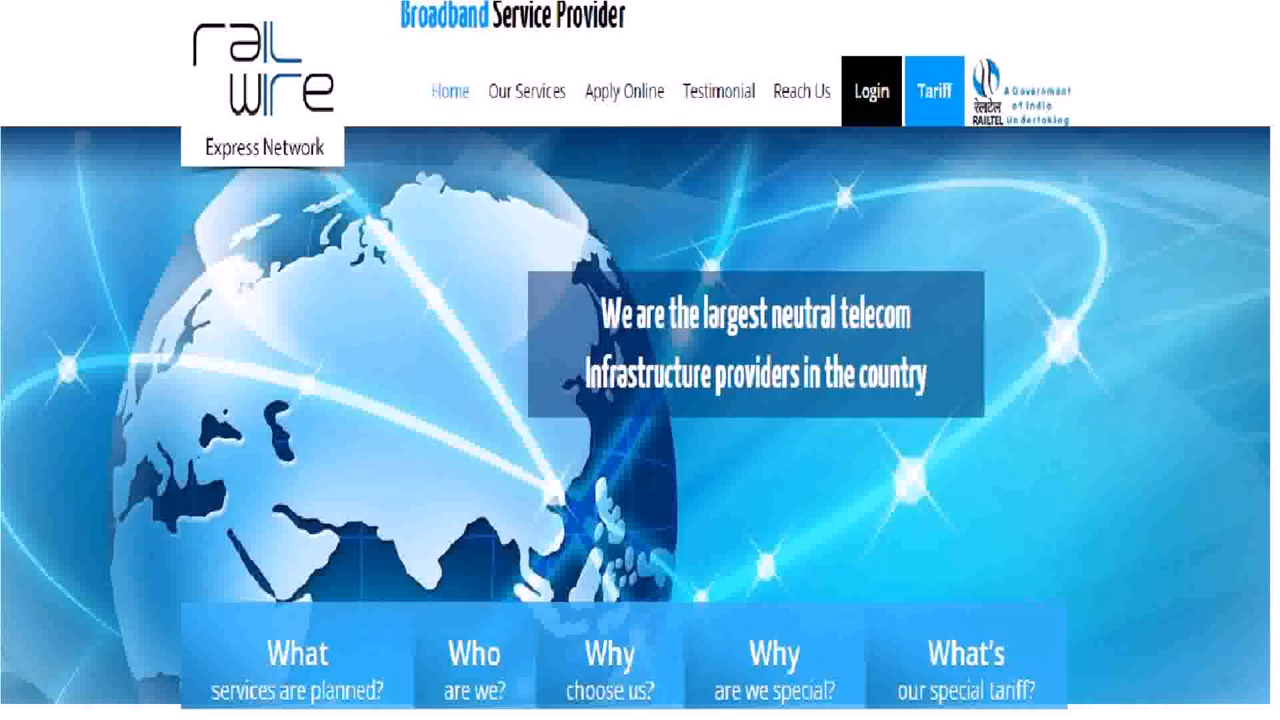 Broadband Service Provider
rail
wire
Express Network
Home Our Services Apply Online Testimonial Reach Us Login Tariff
रेलटेल
RAILTEL
A Government
of India
Undertaking
We are the largest neutral telecom
Infrastructure providers in the country
What
services are planned?
Who
are we?
Why
choose us?
Why
are we special?
What's
our special tariff?